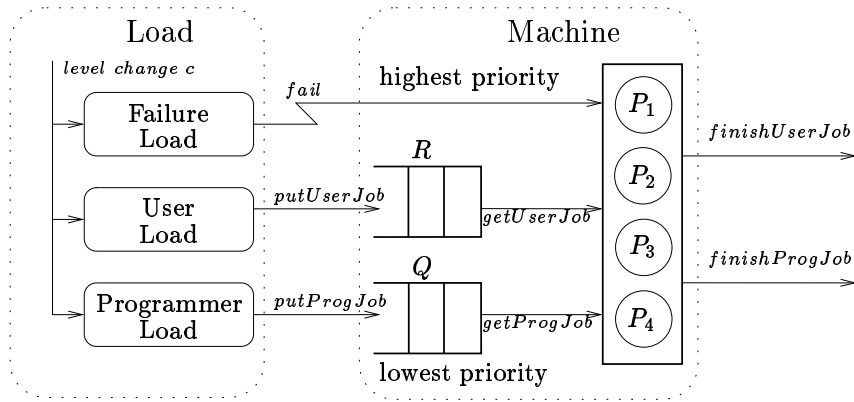 Load
Machine
level change c
fail
highest priority
Failure
Load
P1
finishUserJob
R
P2
User
Load
putUserJob
getUserJob
P3
finishProgJob
Q
Programmer
Load
putProgJob
getProgJob
P4
lowest priority